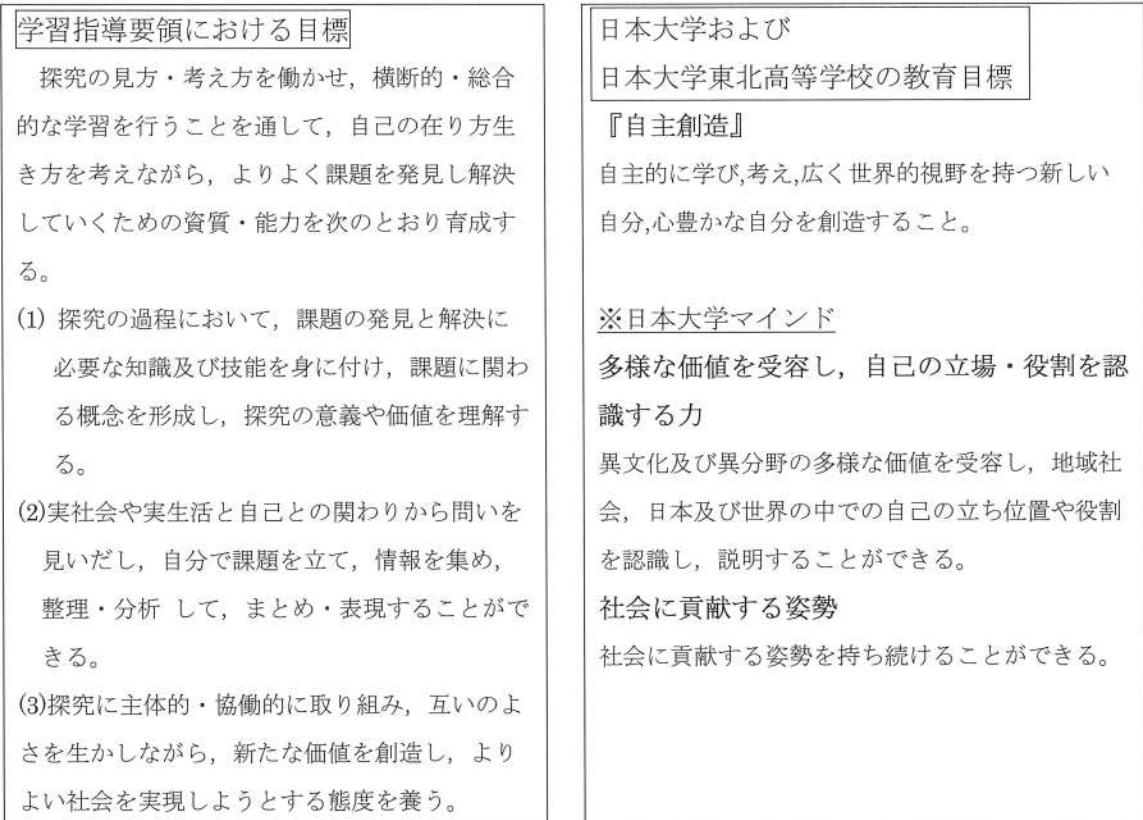 学習指導要領における目標
探究の見方・考え方を働かせ，横断的・総合
的な学習を行うことを通して，自己の在り方生
き方を考えながら，よりよく課題を発見し解決
していくための資質・能力を次のとおり育成す
る。
(1) 探究の過程において，課題の発見と解決に
必要な知識及び技能を身に付け，課題に関わ
る概念を形成し，探究の意義や価値を理解す
る。
(2)実社会や実生活と自己との関わりから問いを
見いだし，自分で課題を立て，情報を集め，
整理・分析 して，まとめ・表現することがで
きる。
(3)探究に主体的・協働的に取り組み，互いのよ
さを生かしながら，新たな価値を創造し，より
よい社会を実現しようとする態度を養う。
日本大学および
日本大学東北高等学校の教育目標
『自主創造』
自主的に学び,考え,広く世界的視野を持つ新しい
自分,心豊かな自分を創造すること。
※日本大学マインド
多様な価値を受容し，自己の立場・役割を認
識する力
異文化及び異分野の多様な価値を受容し，地域社
会，日本及び世界の中での自己の立ち位置や役割
を認識し，説明することができる。
社会に貢献する姿勢
社会に貢献する姿勢を持ち続けることができる。